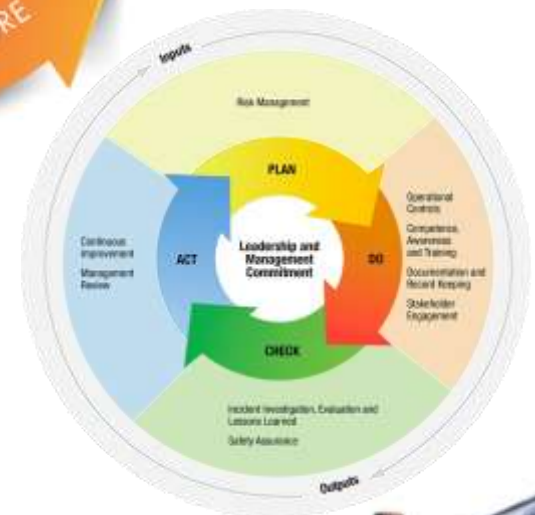 RE
Inputs
Risk Management
PLAN
Operational
Controls
Competence,
Awareness
and Training
Documentation and
Record Keeping
Stakeholder
Engagement
DO
Leadership and
Management
Commitment
ACT
Continuous
Improvement
Management
Review
CHECK
Incident Investigation, Evaluation and
Lessons Learned
Safety Assurance
Outputs